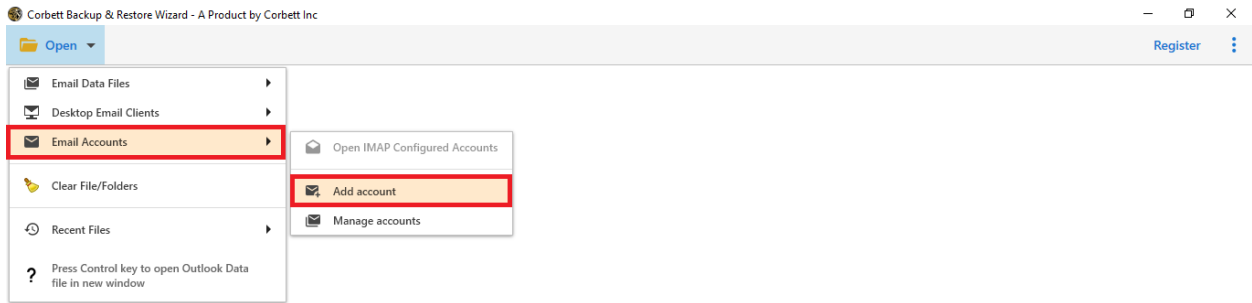 Corbett Backup & Restore Wizard - A Product by Corbett Inc
Open
Register
Email Data Files
Desktop Email Clients
Email Accounts
Open IMAP Configured Accounts
Clear File/Folders
Add account
Manage accounts
Recent Files
? Press Control key to open Outlook Data
file in new window